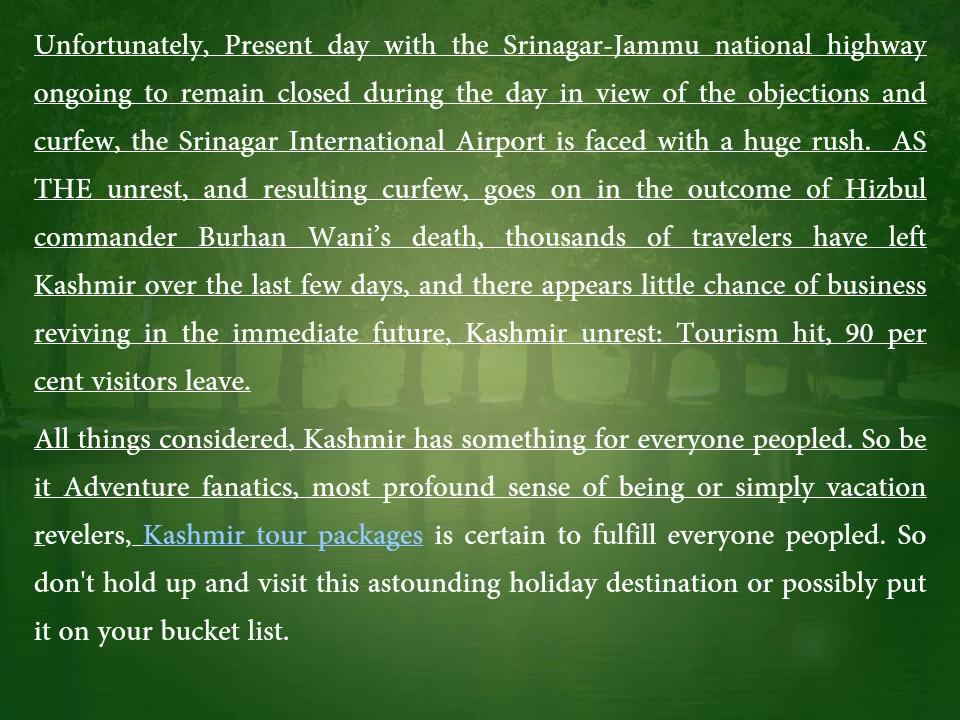 Unfortunately, Present day with the Srinagar-Jammu national highway
ongoing to remain closed during the day in view of the objections and
curfew, the Srinagar International Airport is faced with a huge rush.  AS
THE unrest, and resulting curfew, goes on in the outcome of Hizbul
commander Burhan Wani’s death, thousands of travelers have left
Kashmir over the last few days, and there appears little chance of business
reviving in the immediate future, Kashmir unrest: Tourism hit, 90 per
cent visitors leave.
All things considered, Kashmir has something for everyone peopled. So be
it Adventure fanatics, most profound sense of being or simply vacation
revelers, Kashmir tour packages is certain to fulfill everyone peopled. So
don't hold up and visit this astounding holiday destination or possibly put
it on your bucket list.